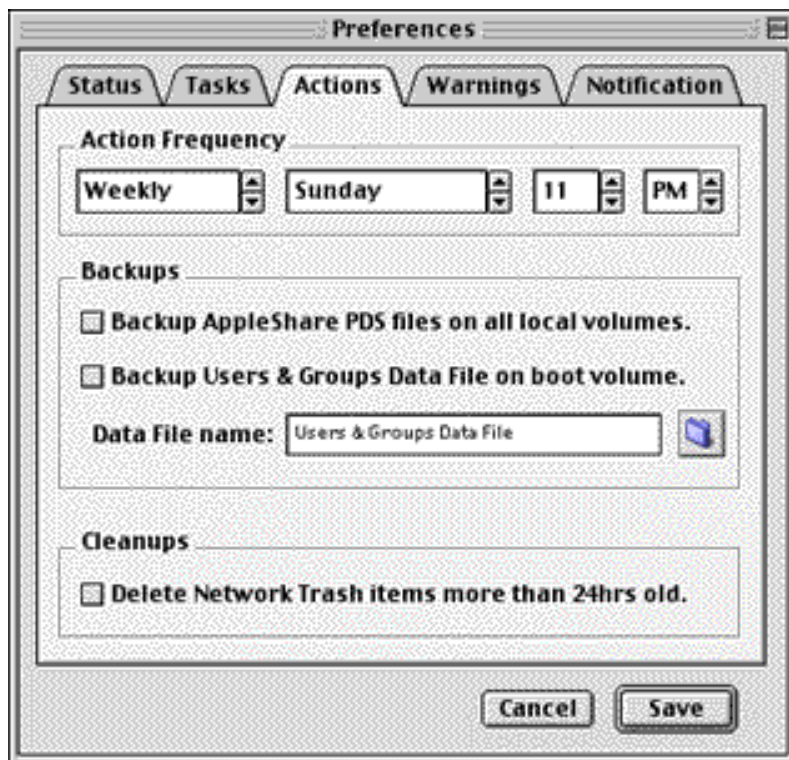 Preferences
Status Tasks Actions Warnings Notification
Action Frequency
Weekly Sunday 11 PM
Backups
Backup AppleShare PDS files on all local volumes.
Backup Users & Groups Data File on boot volume.
Data File name: Users & Groups Data File
Cleanups
Delete Network Trash items more than 24hrs old.
Cancel Save